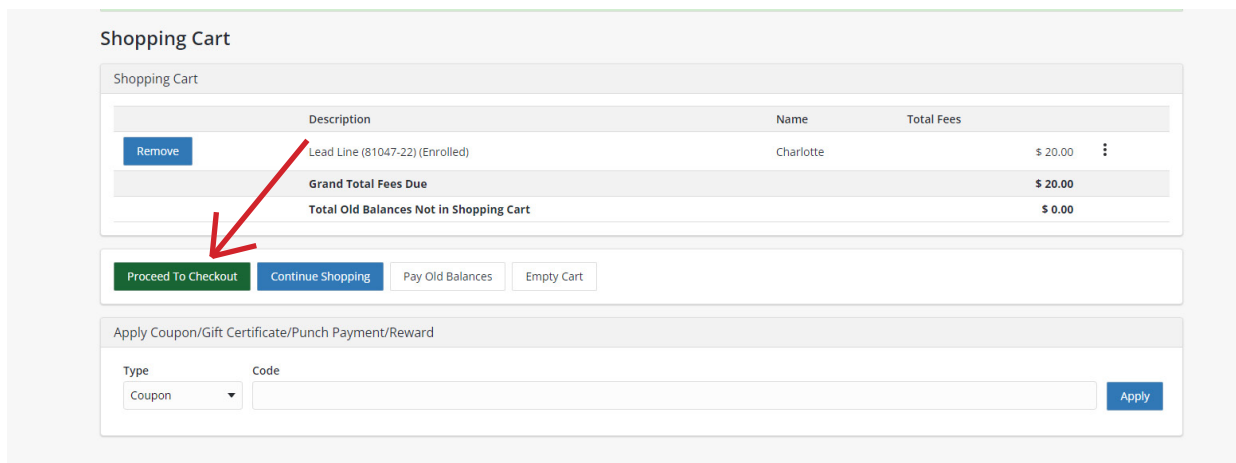 Shopping Cart
Shopping Cart
Description Name Total Fees
Remove Lead Line (81047-22) (Enrolled) Charlotte $ 20.00
Grand Total Fees Due $ 20.00
Total Old Balances Not in Shopping Cart $ 0.00
Proceed To Checkout Continue Shopping Pay Old Balances Empty Cart
Apply Coupon/Gift Certificate/Punch Payment/Reward
Type Code
Coupon Apply